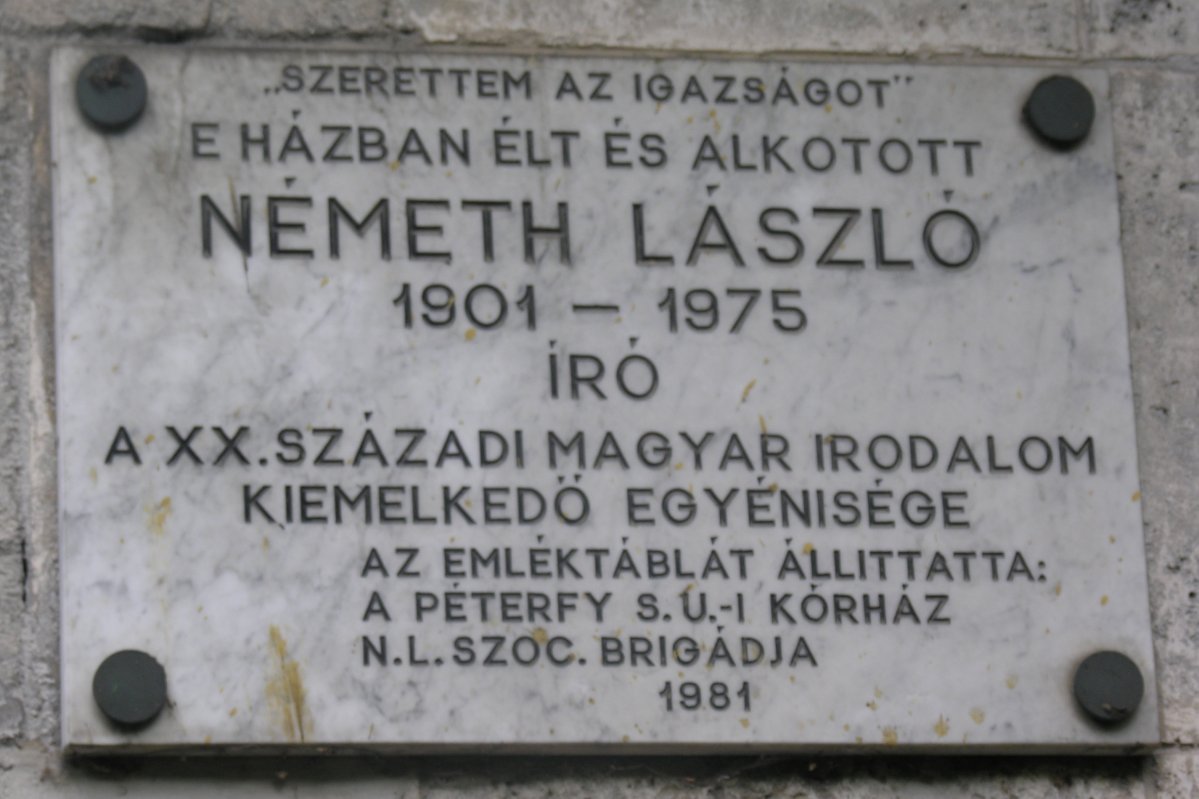 „SZERETTEM AZ IGAZSÁGOT”
E HÁZBAN ÉLT ÉS ALKOTOTT
NÉMETH LÁSZLÓ
1901 – 1975
ÍRÓ
A XX. SZÁZADI MAGYAR IRODALOM
KIEMELKEDŐ EGYÉNISÉGE
AZ EMLÉKTÁBLÁT ÁLLITTATTA:
A PÉTERFY S. U.-I KÓRHÁZ
N.L. SZOC. BRIGÁDJA
1981